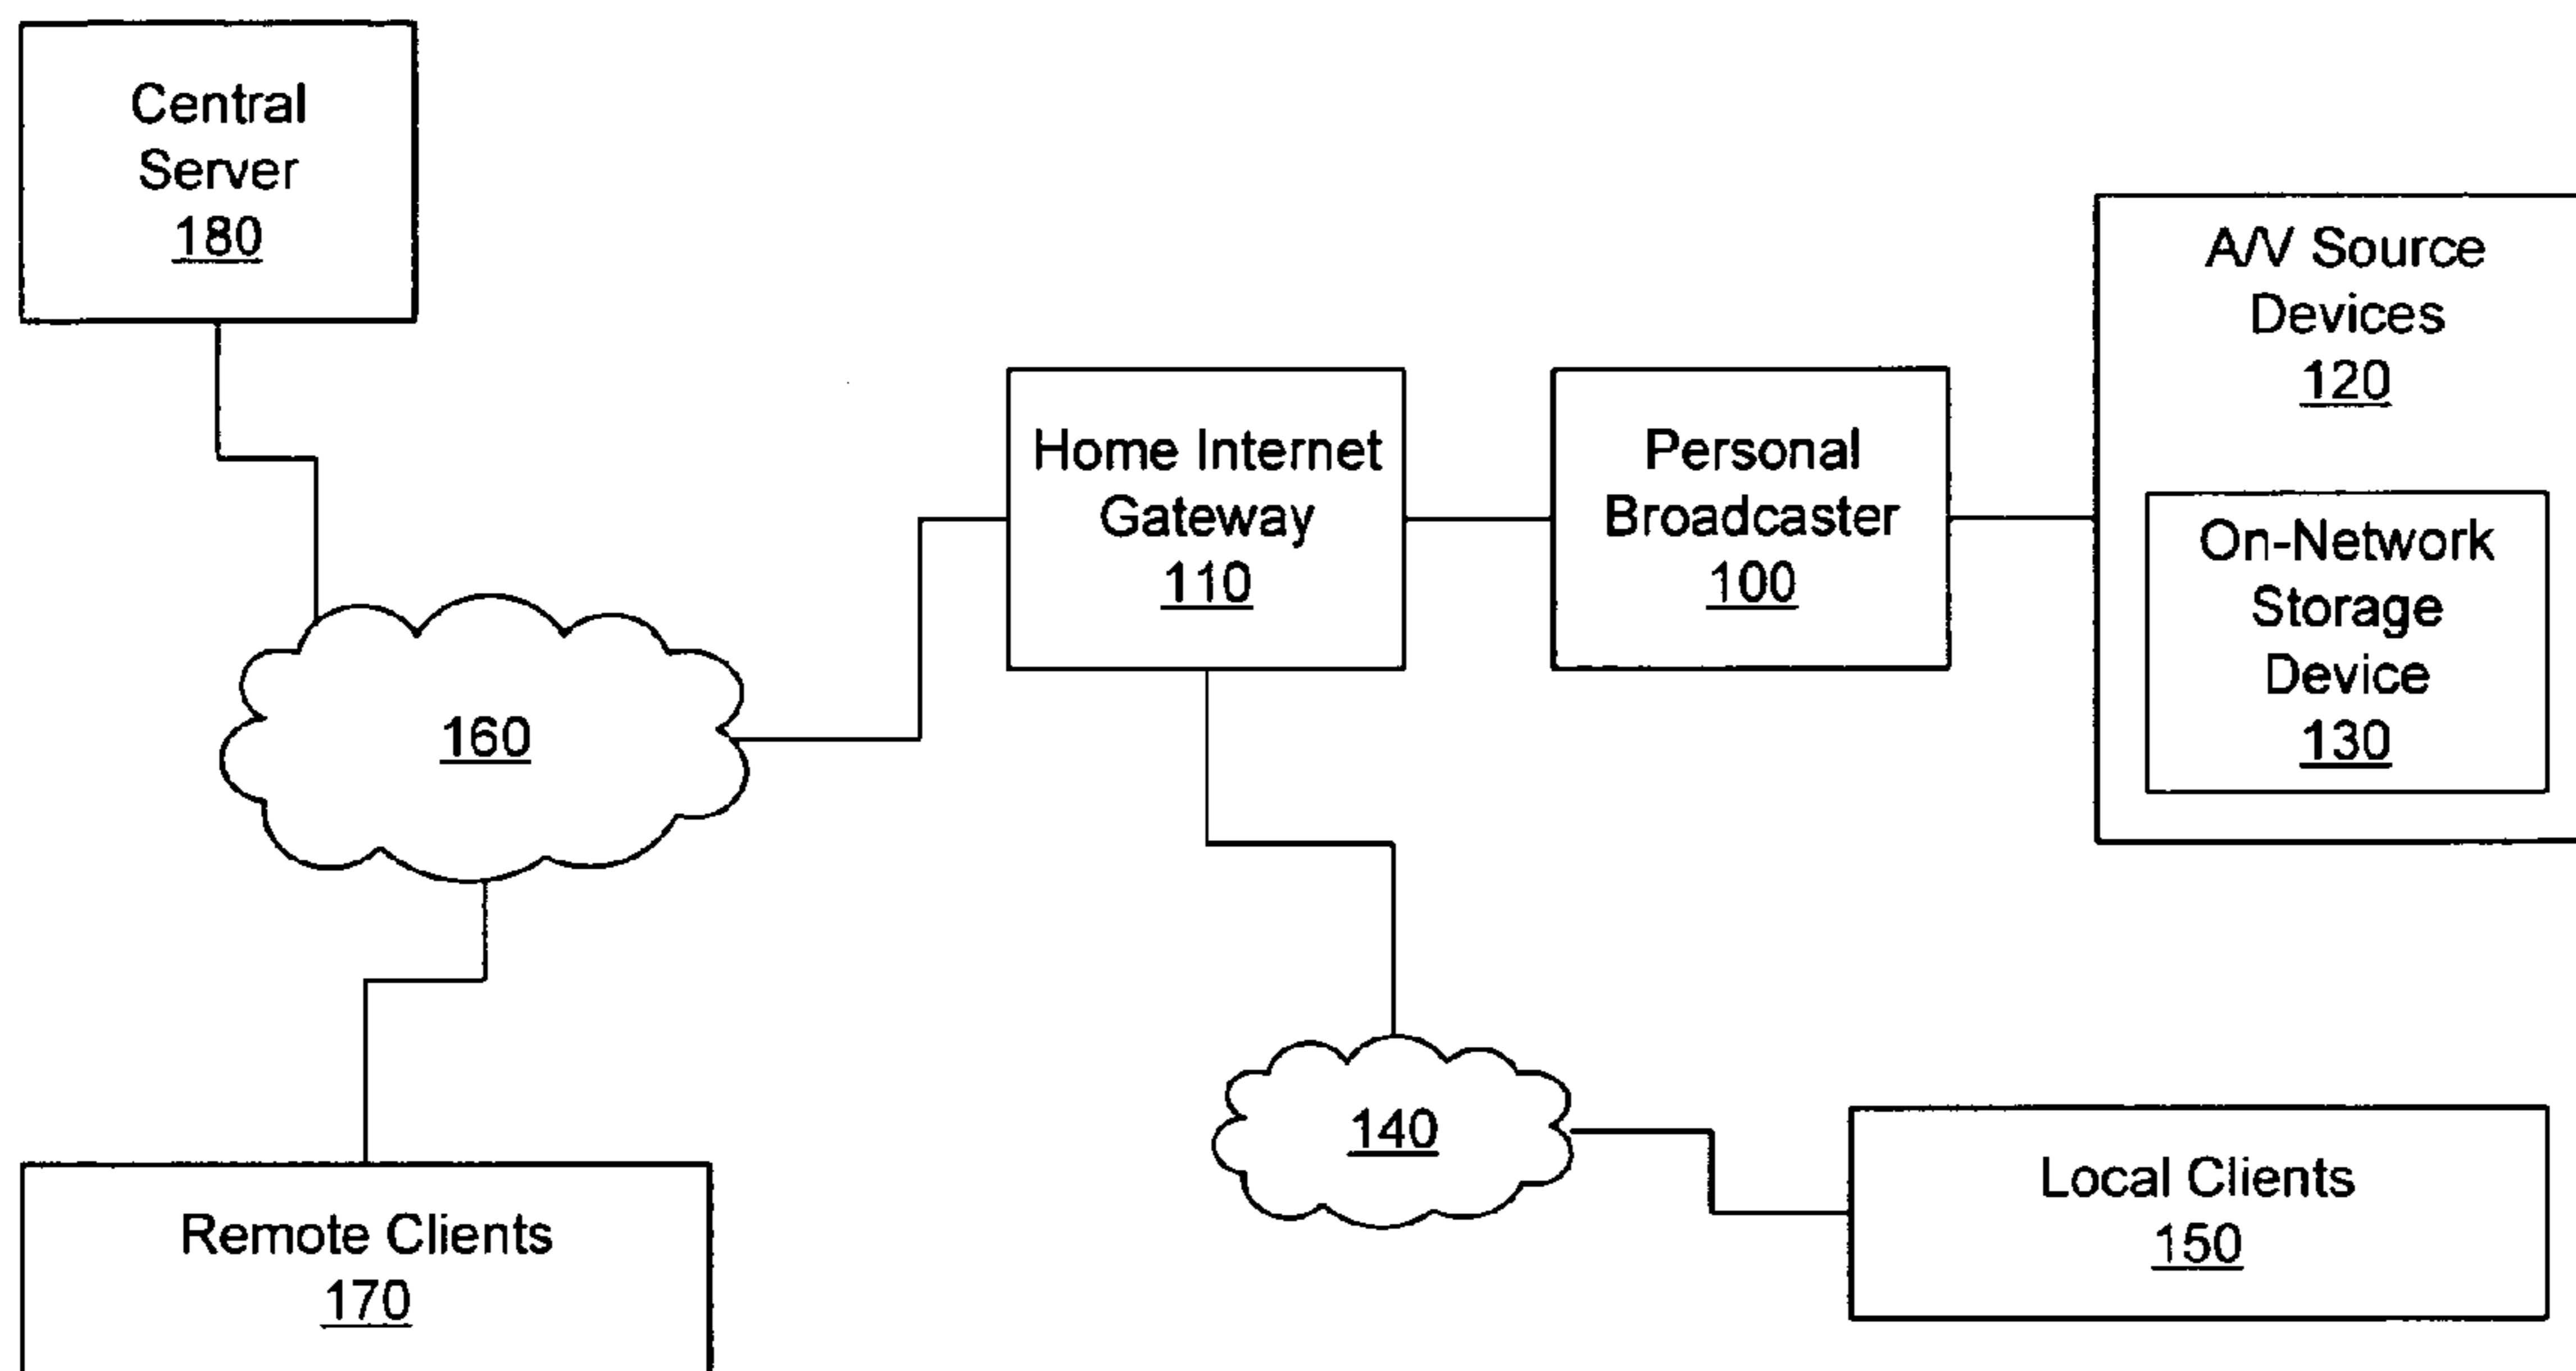 Central
Server
180
A/V Source
Devices
120
Home Internet
Gateway
110
Personal
Broadcaster
100
On-Network
Storage
Device
130
160
140
Local Clients
150
Remote Clients
170